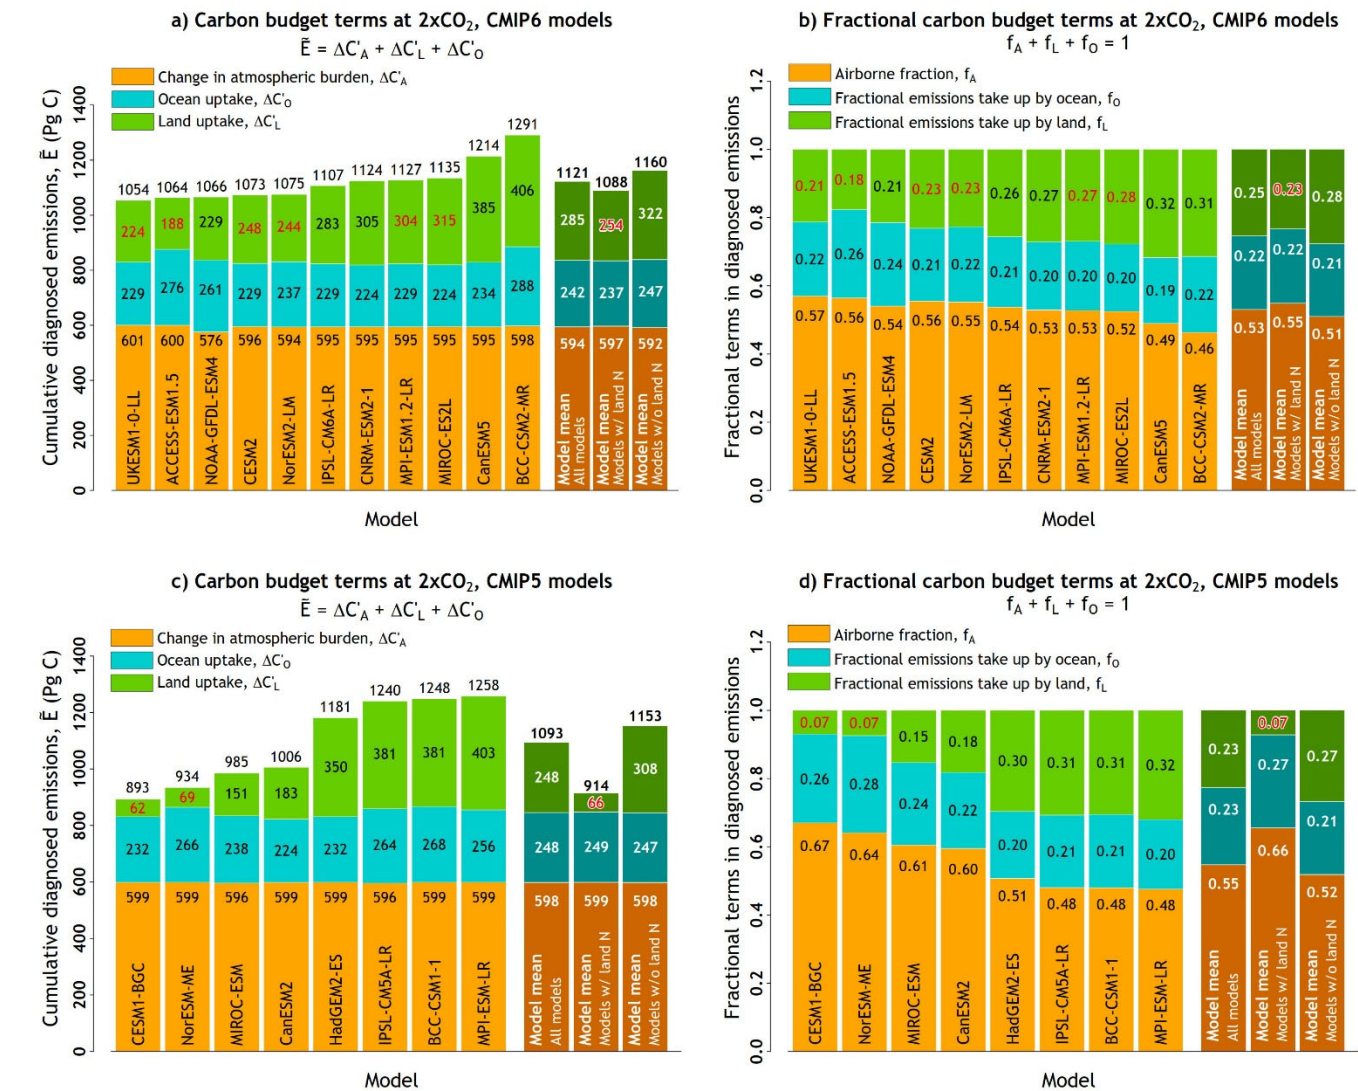 a) Carbon budget terms at 2xCO₂, CMIP6 models
Ẽ = ΔC'A + ΔC'L + ΔC'O
Change in atmospheric burden, ΔC'A
Ocean uptake, ΔC'O
Land uptake, ΔC'L
Cumulative diagnosed emissions, Ẽ (Pg C)
1400
1200
1000
800
600
400
200
0
1054 1064 1066 1073 1075 1107 1124 1127 1135 1214 1291 1121 1088 1160
224 188 229 248 244 283 305 304 315 385 406 285 254 322
229 276 261 229 237 229 224 229 224 234 288 242 237 247
601 600 576 596 594 595 595 595 595 595 598 594 597 592
UKESM1-0-LL
ACCESS-ESM1.5
NOAA-GFDL-ESM4
CESM2
NorESM2-LM
IPSL-CM6A-LR
CNRM-ESM2-1
MPI-ESM1.2-LR
MIROC-ES2L
CanESM5
BCC-CSM2-MR
Model mean
All models
Model mean
Models w/ land N
Model mean
Models w/o land N
Model
b) Fractional carbon budget terms at 2xCO₂, CMIP6 models
fA + fL + fO = 1
Airborne fraction, fA
Fractional emissions take up by ocean, fO
Fractional emissions take up by land, fL
Fractional terms in diagnosed emissions
1.2
1.0
0.8
0.6
0.4
0.2
0.0
0.21 0.18 0.21 0.23 0.23 0.26 0.27 0.27 0.28 0.32 0.31 0.25 0.23 0.28
0.22 0.26 0.24 0.21 0.22 0.21 0.20 0.20 0.20 0.19 0.22 0.22 0.22 0.21
0.57 0.56 0.54 0.56 0.55 0.54 0.53 0.53 0.52 0.49 0.46 0.53 0.55 0.51
UKESM1-0-LL
ACCESS-ESM1.5
NOAA-GFDL-ESM4
CESM2
NorESM2-LM
IPSL-CM6A-LR
CNRM-ESM2-1
MPI-ESM1.2-LR
MIROC-ES2L
CanESM5
BCC-CSM2-MR
Model mean
All models
Model mean
Models w/ land N
Model mean
Models w/o land N
Model
c) Carbon budget terms at 2xCO₂, CMIP5 models
Ẽ = ΔC'A + ΔC'L + ΔC'O
Change in atmospheric burden, ΔC'A
Ocean uptake, ΔC'O
Land uptake, ΔC'L
Cumulative diagnosed emissions, Ẽ (Pg C)
1400
1200
1000
800
600
400
200
0
893 934 985 1006 1181 1240 1248 1258 1093 914 1153
62 69 151 183 350 381 381 403 248 66 308
232 266 238 224 232 264 268 256 248 249 247
599 599 596 599 599 596 599 599 598 599 598
CESM1-BGC
NorESM-ME
MIROC-ESM
CanESM2
HadGEM2-ES
IPSL-CM5A-LR
BCC-CSM1-1
MPI-ESM-LR
Model mean
All models
Model mean
Models w/ land N
Model mean
Models w/o land N
Model
d) Fractional carbon budget terms at 2xCO₂, CMIP5 models
fA + fL + fO = 1
Airborne fraction, fA
Fractional emissions take up by ocean, fO
Fractional emissions take up by land, fL
Fractional terms in diagnosed emissions
1.2
1.0
0.8
0.6
0.4
0.2
0.0
0.07 0.07 0.15 0.18 0.30 0.31 0.31 0.32 0.23 0.07 0.27
0.26 0.28 0.24 0.22 0.20 0.21 0.21 0.20 0.23 0.27 0.21
0.67 0.64 0.61 0.60 0.51 0.48 0.48 0.48 0.55 0.66 0.52
CESM1-BGC
NorESM-ME
MIROC-ESM
CanESM2
HadGEM2-ES
IPSL-CM5A-LR
BCC-CSM1-1
MPI-ESM-LR
Model mean
All models
Model mean
Models w/ land N
Model mean
Models w/o land N
Model